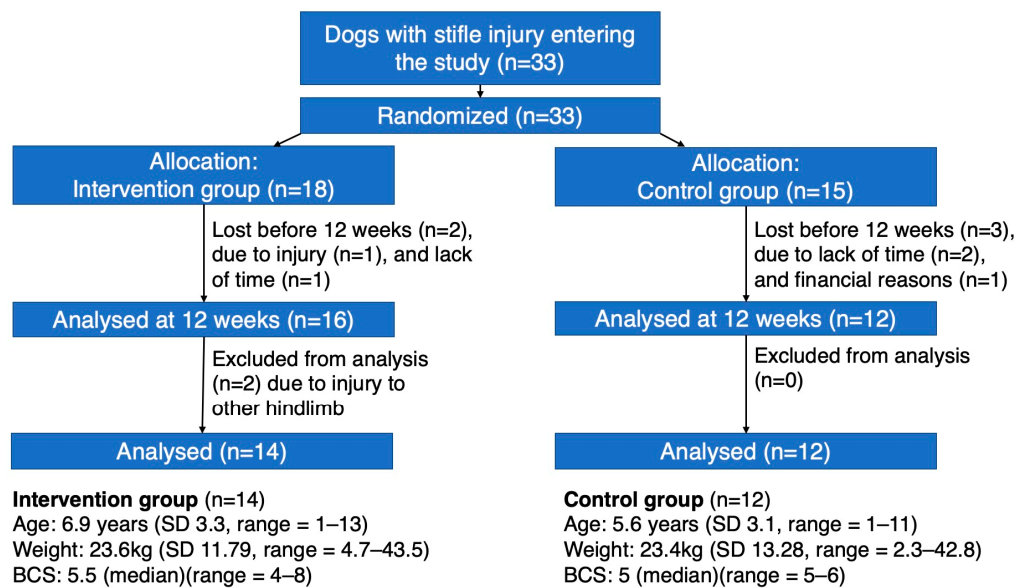 Dogs with stifle injury entering
the study (n=33)
Randomized (n=33)
Allocation:
Intervention group (n=18)
Allocation:
Control group (n=15)
Lost before 12 weeks (n=2),
due to injury (n=1), and lack
of time (n=1)
Lost before 12 weeks (n=3),
due to lack of time (n=2),
and financial reasons (n=1)
Analysed at 12 weeks (n=16)
Analysed at 12 weeks (n=12)
Excluded from analysis
(n=2) due to injury to
other hindlimb
Excluded from analysis
(n=0)
Analysed (n=14)
Analysed (n=12)
Intervention group (n=14)
Age: 6.9 years (SD 3.3, range = 1–13)
Weight: 23.6kg (SD 11.79, range = 4.7–43.5)
BCS: 5.5 (median)(range = 4–8)
Control group (n=12)
Age: 5.6 years (SD 3.1, range = 1–11)
Weight: 23.4kg (SD 13.28, range = 2.3–42.8)
BCS: 5 (median)(range = 5–6)